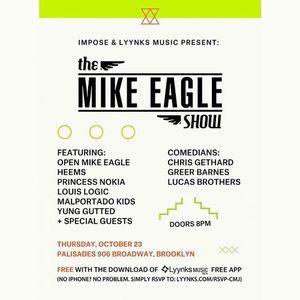 IMPOSE & LYYNKS MUSIC PRESENT:
the
MIKE EAGLE
SHOW
FEATURING:
OPEN MIKE EAGLE
HEEMS
PRINCESS NOKIA
LOUIS LOGIC
MALPORTADO KIDS
YUNG GUTTED
+ SPECIAL GUESTS
COMEDIANS:
CHRIS GETHARD
GREER BARNES
LUCAS BROTHERS
DOORS 8PM
THURSDAY, OCTOBER 23
PALISADES 906 BROADWAY, BROOKLYN
FREE WITH THE DOWNLOAD OF Lyynks MUSIC FREE APP
(NO IPHONE? NO PROBLEM. SIMPLY RSVP TO: LYYNKS.COM/RSVP-CMJ)